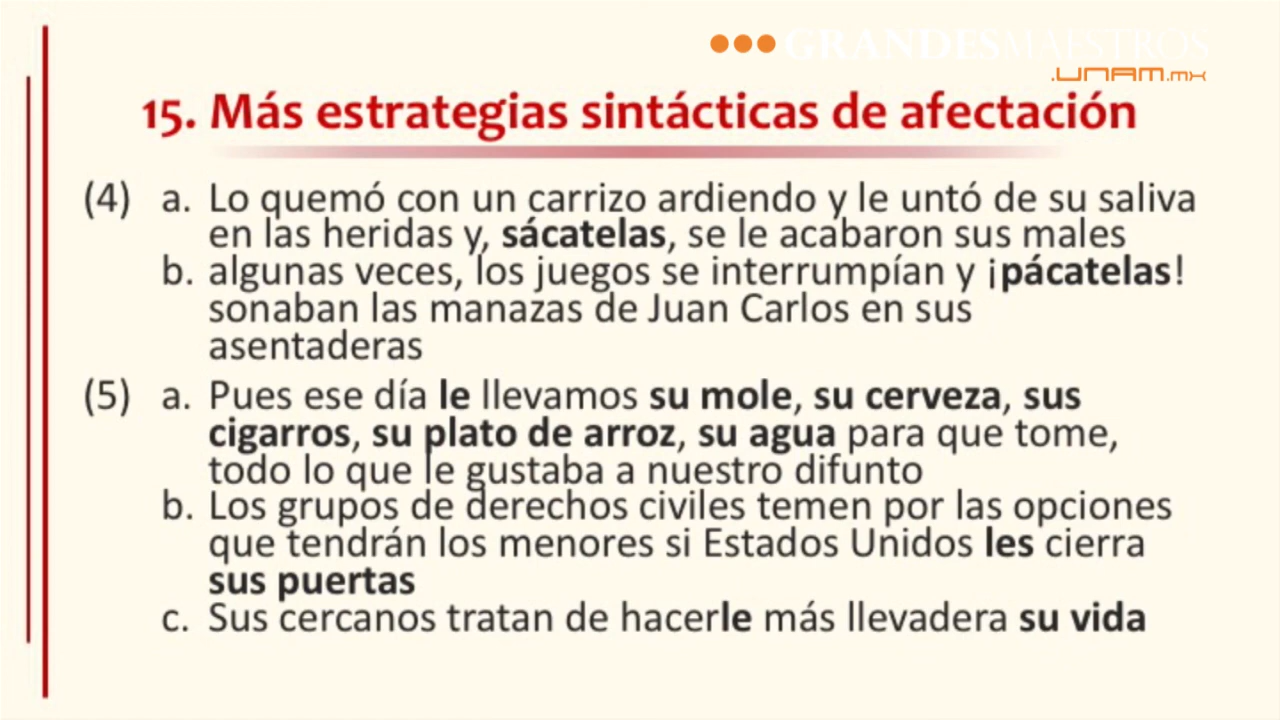 GRANDESMAESTROS
.UNAM.mx
15. Más estrategias sintácticas de afectación
(4) a. Lo quemó con un carrizo ardiendo y le untó de su saliva
en las heridas y, sácatelas, se le acabaron sus males
b. algunas veces, los juegos se interrumpían y ¡pácatelas!
sonaban las manazas de Juan Carlos en sus
asentaderas
(5) a. Pues ese día le llevamos su mole, su cerveza, sus
cigarros, su plato de arroz, su agua para que tome,
todo lo que le gustaba a nuestro difunto
b. Los grupos de derechos civiles temen por las opciones
que tendrán los menores si Estados Unidos les cierra
sus puertas
c. Sus cercanos tratan de hacerle más llevadera su vida